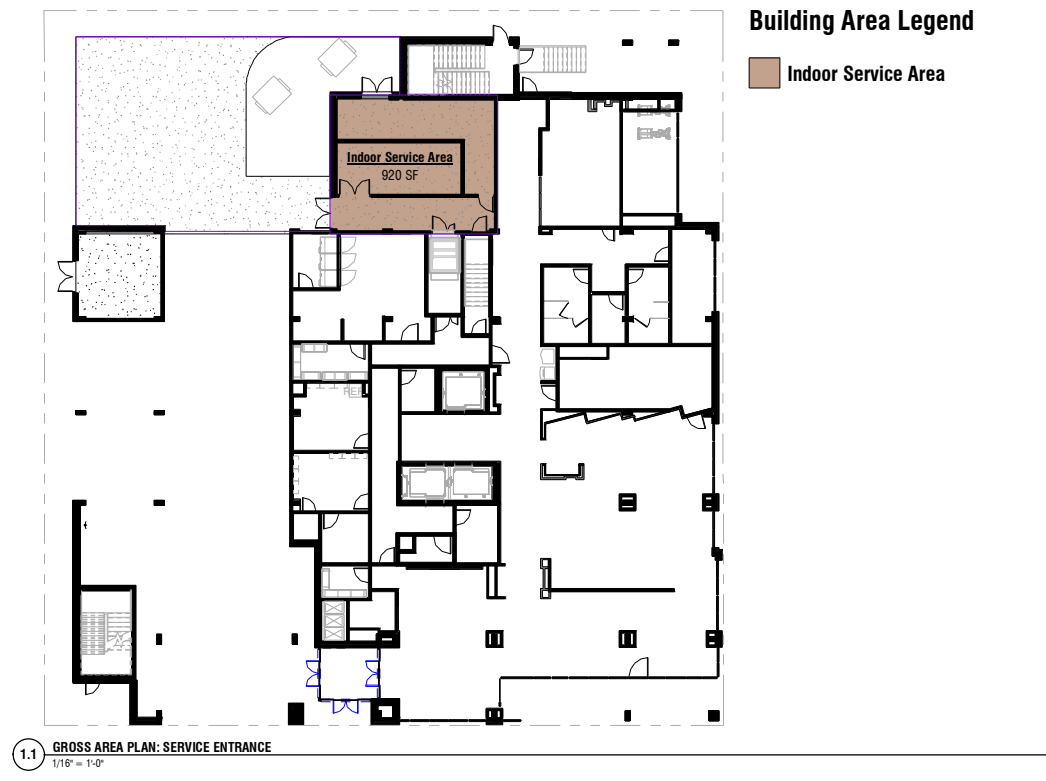 Building Area Legend
Indoor Service Area
Indoor Service Area
920 SF
REF
1.1
GROSS AREA PLAN: SERVICE ENTRANCE
1/16" = 1'-0"